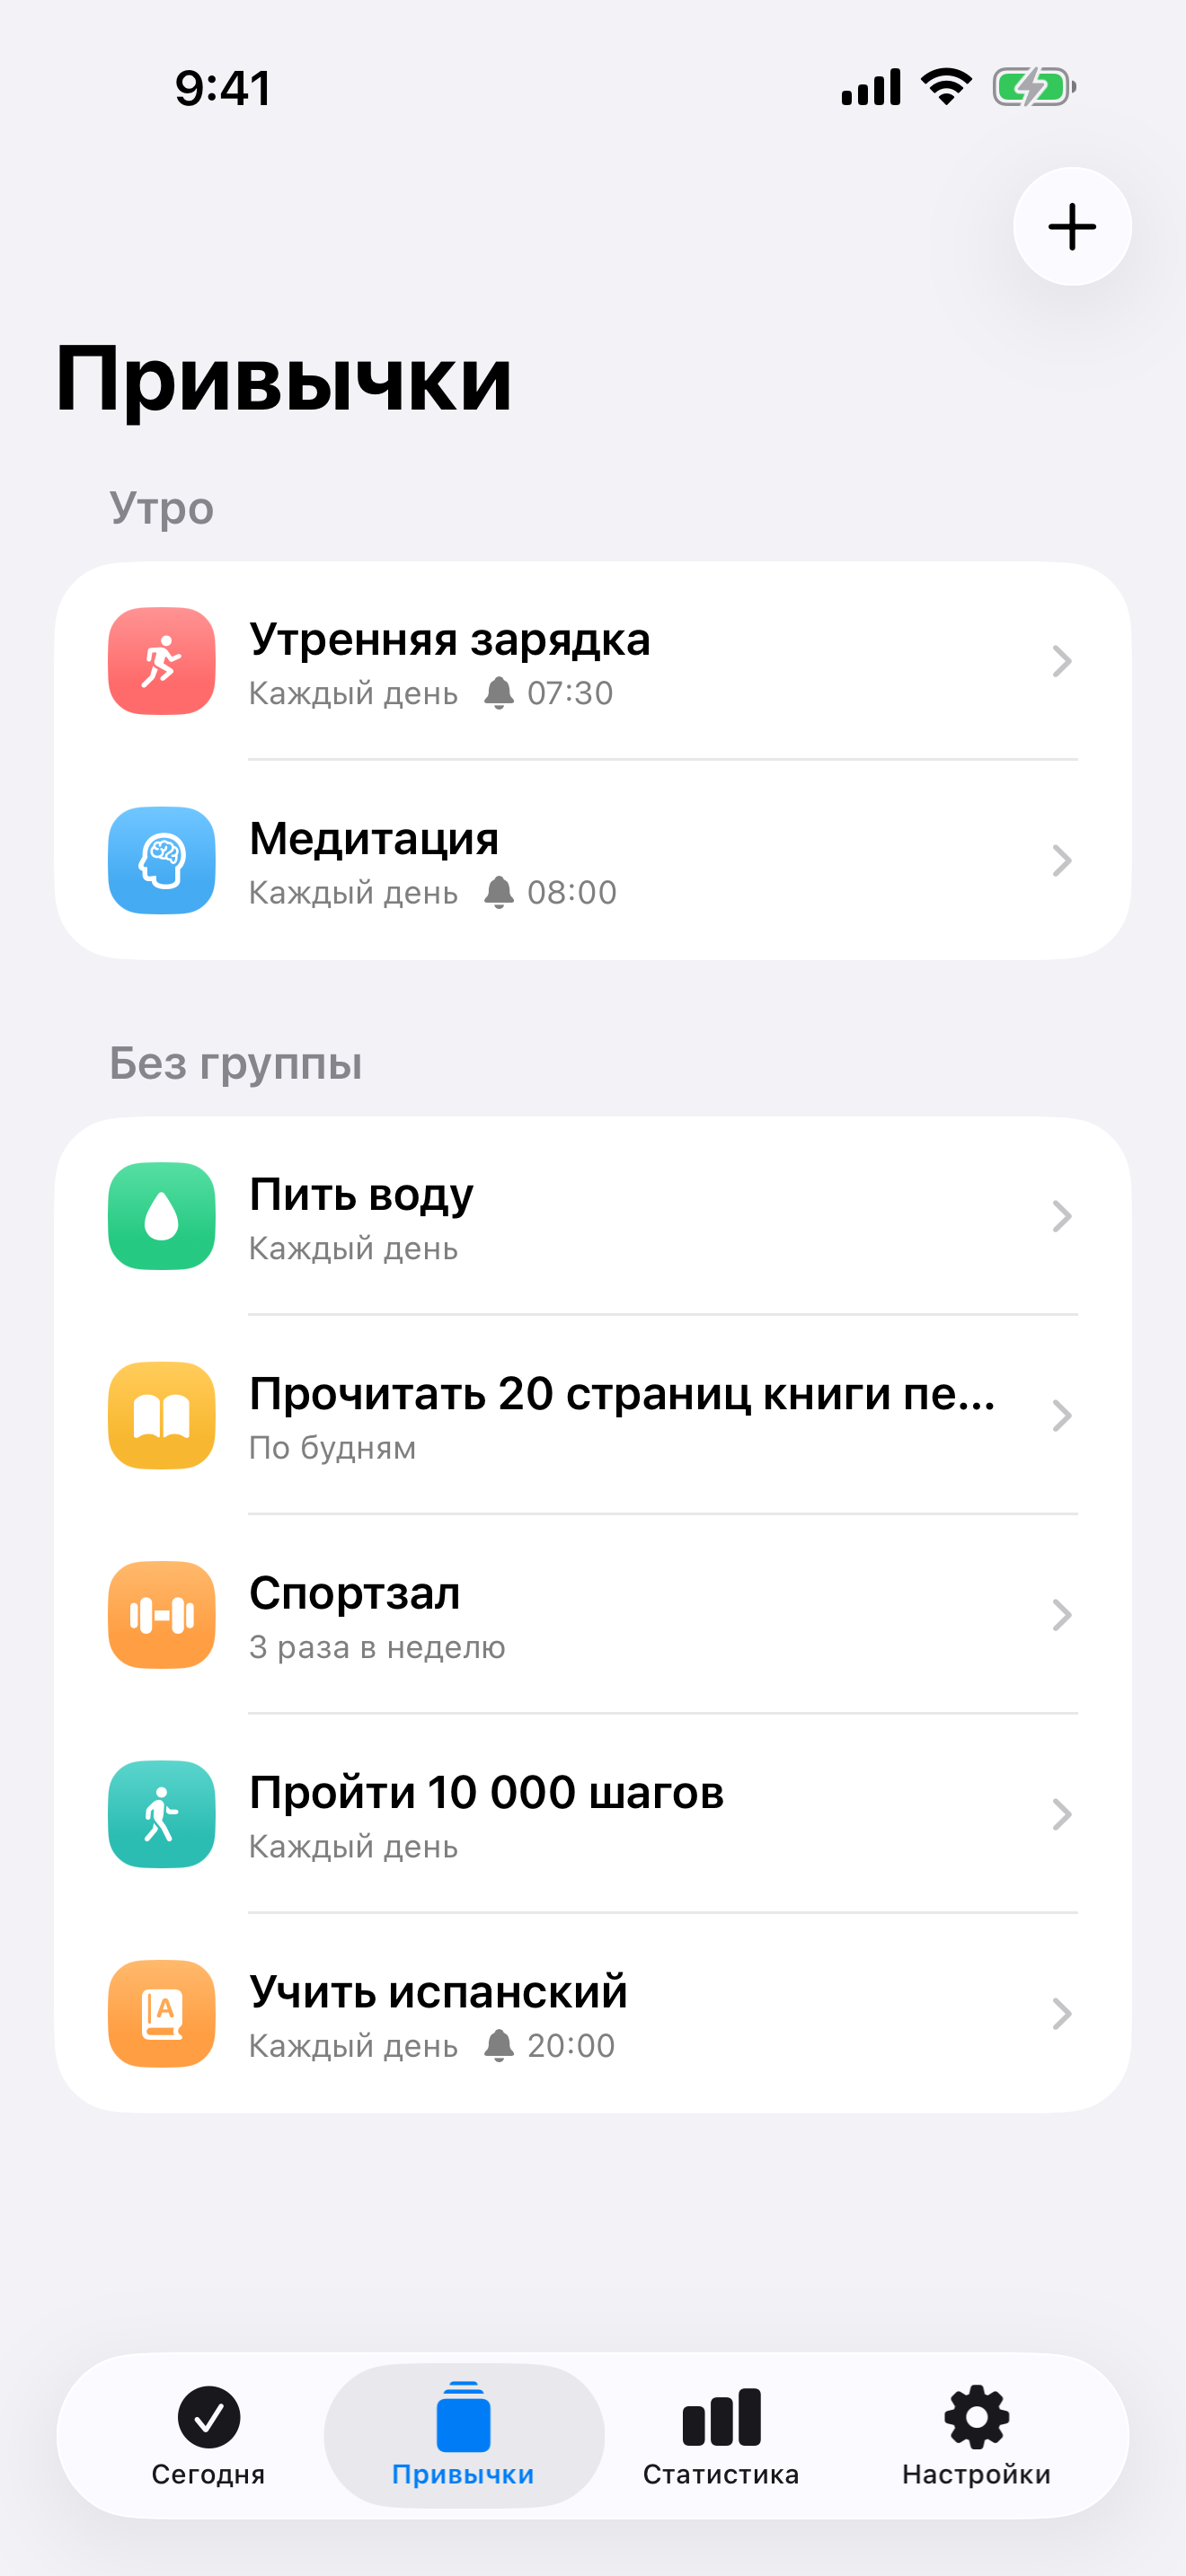 9:41
Привычки
Утро
Утренняя зарядка
Каждый день 07:30
Медитация
Каждый день 08:00
Без группы
Пить воду
Каждый день
Прочитать 20 страниц книги пе...
По будням
Спортзал
3 раза в неделю
Пройти 10 000 шагов
Каждый день
A
Учить испанский
Каждый день 20:00
Сегодня
Привычки
Статистика
Настройки